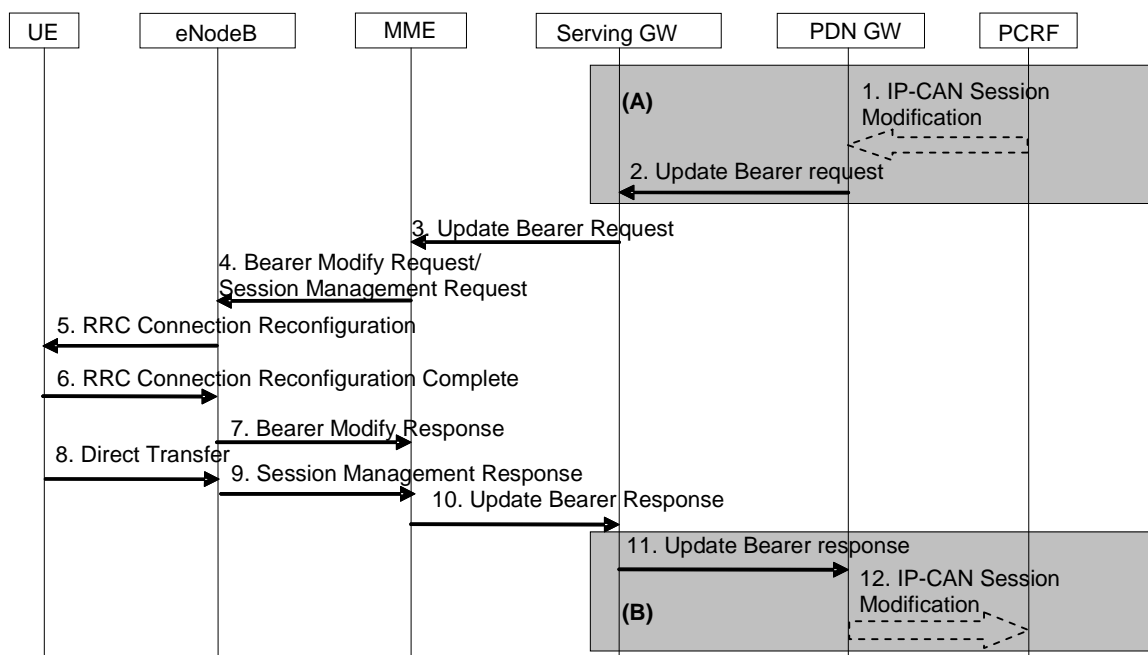 UE
eNodeB
MME
Serving GW
PDN GW
PCRF
(A)
1. IP-CAN Session
Modification
2. Update Bearer request
3. Update Bearer Request
4. Bearer Modify Request/
Session Management Request
5. RRC Connection Reconfiguration
6. RRC Connection Reconfiguration Complete
7. Bearer Modify Response
8. Direct Transfer
9. Session Management Response
10. Update Bearer Response
11. Update Bearer response
12. IP-CAN Session
Modification
(B)